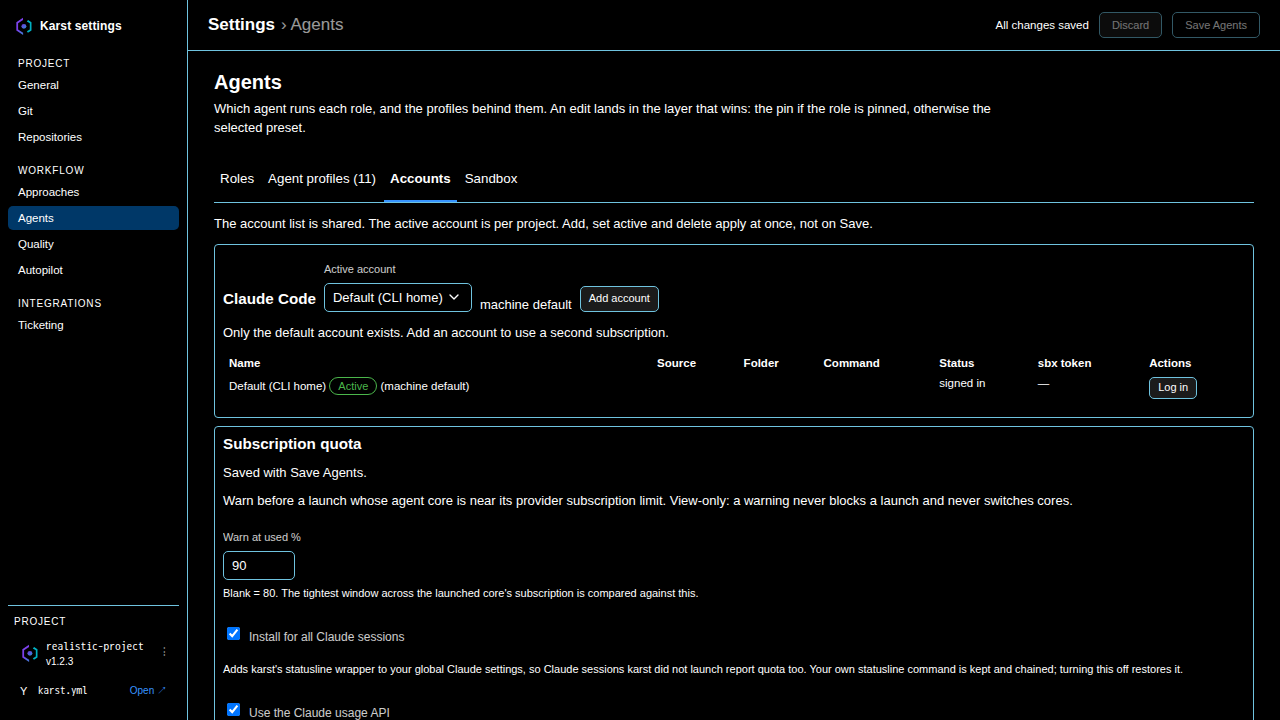 Karst settings
PROJECT
General
Git
Repositories
WORKFLOW
Approaches
Agents
Quality
Autopilot
INTEGRATIONS
Ticketing
PROJECT
realistic-project
v1.2.3
Y karst.yml Open ↗
Settings › Agents
All changes saved Discard Save Agents
Agents
Which agent runs each role, and the profiles behind them. An edit lands in the layer that wins: the pin if the role is pinned, otherwise the
selected preset.
Roles Agent profiles (11) Accounts Sandbox
The account list is shared. The active account is per project. Add, set active and delete apply at once, not on Save.
Active account
Claude Code Default (CLI home) machine default Add account
Only the default account exists. Add an account to use a second subscription.
Name Source Folder Command Status sbx token Actions
Default (CLI home) Active (machine default) signed in — Log in
Subscription quota
Saved with Save Agents.
Warn before a launch whose agent core is near its provider subscription limit. View-only: a warning never blocks a launch and never switches cores.
Warn at used %
90
Blank = 80. The tightest window across the launched core's subscription is compared against this.
Install for all Claude sessions
Adds karst's statusline wrapper to your global Claude settings, so Claude sessions karst did not launch report quota too. Your own statusline command is kept and chained; turning this off restores it.
Use the Claude usage API